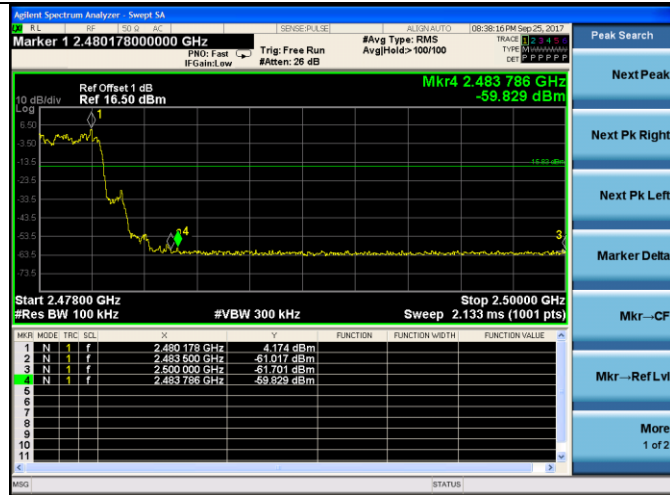 Agilent Spectrum Analyzer - Swept SA
RL RF 50 Ω AC SENSE:PULSE ALIGNAUTO 08:38:16 PM Sep 25, 2017
Marker 1 2.480178000000 GHz
PNO: Fast
IFGain:Low
Trig: Free Run
#Atten: 26 dB
#Avg Type: RMS
Avg|Hold:>100/100
TRACE 1 2 3 4 5 6
TYPE M
DET P P P P P P
Peak Search
Next Peak
Next Pk Right
Next Pk Left
Marker Delta
Mkr→CF
Mkr→Ref Lvl
More
1 of 2
Mkr4 2.483 786 GHz
-59.829 dBm
Ref Offset 1 dB
10 dB/div Ref 16.50 dBm
Log
6.50
-3.50
-13.5
-23.5
-33.5
-43.5
-53.5
-63.5
-73.5
1
-15.83 dBm
4
3
Start 2.47800 GHz Stop 2.50000 GHz
#Res BW 100 kHz #VBW 300 kHz Sweep 2.133 ms (1001 pts)
MKR MODE TRC SCL X Y FUNCTION FUNCTION WIDTH FUNCTION VALUE
1 N 1 f 2.480 178 GHz 4.174 dBm
2 N 1 f 2.483 500 GHz -61.017 dBm
3 N 1 f 2.500 000 GHz -61.701 dBm
4 N 1 f 2.483 786 GHz -59.829 dBm
5
6
7
8
9
10
11
MSG STATUS